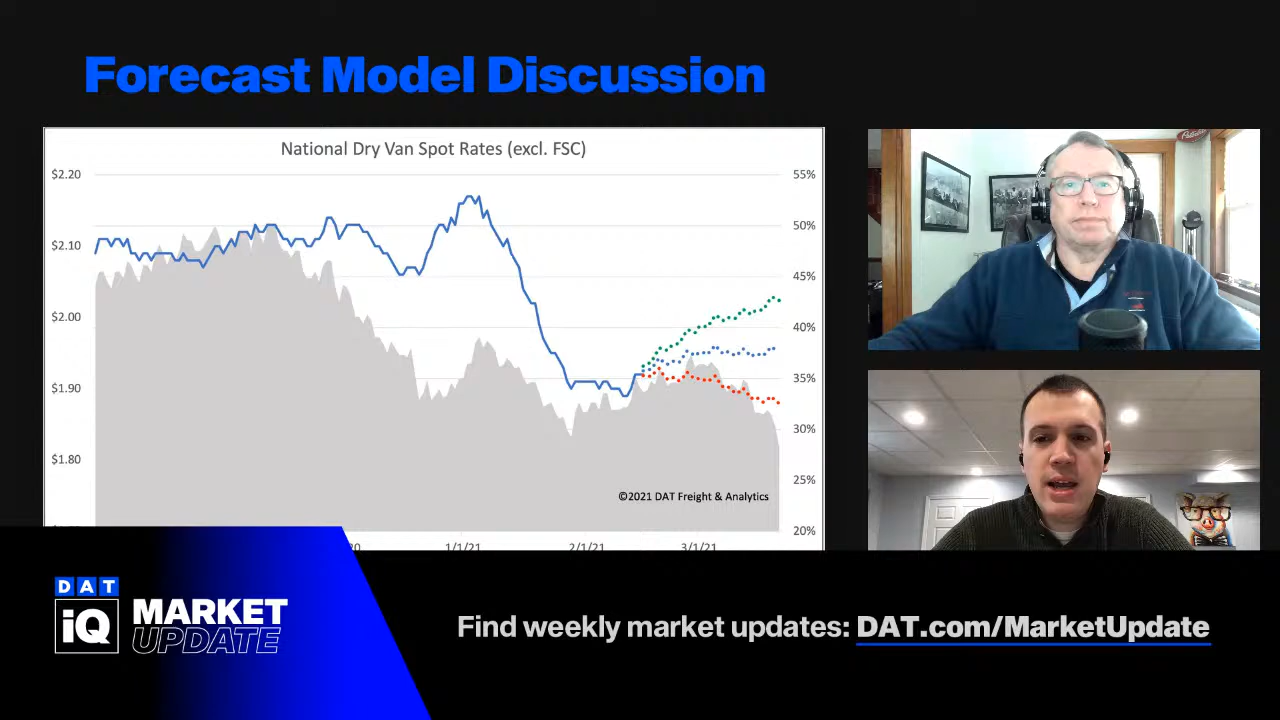 Forecast Model Discussion
National Dry Van Spot Rates (excl. FSC)
$2.20
$2.10
$2.00
$1.90
$1.80
55%
50%
45%
40%
35%
30%
25%
20%
©2021 DAT Freight & Analytics
1/1/21
2/1/21
3/1/21
DAT
iQ
MARKET
UPDATE
Find weekly market updates: DAT.com/MarketUpdate